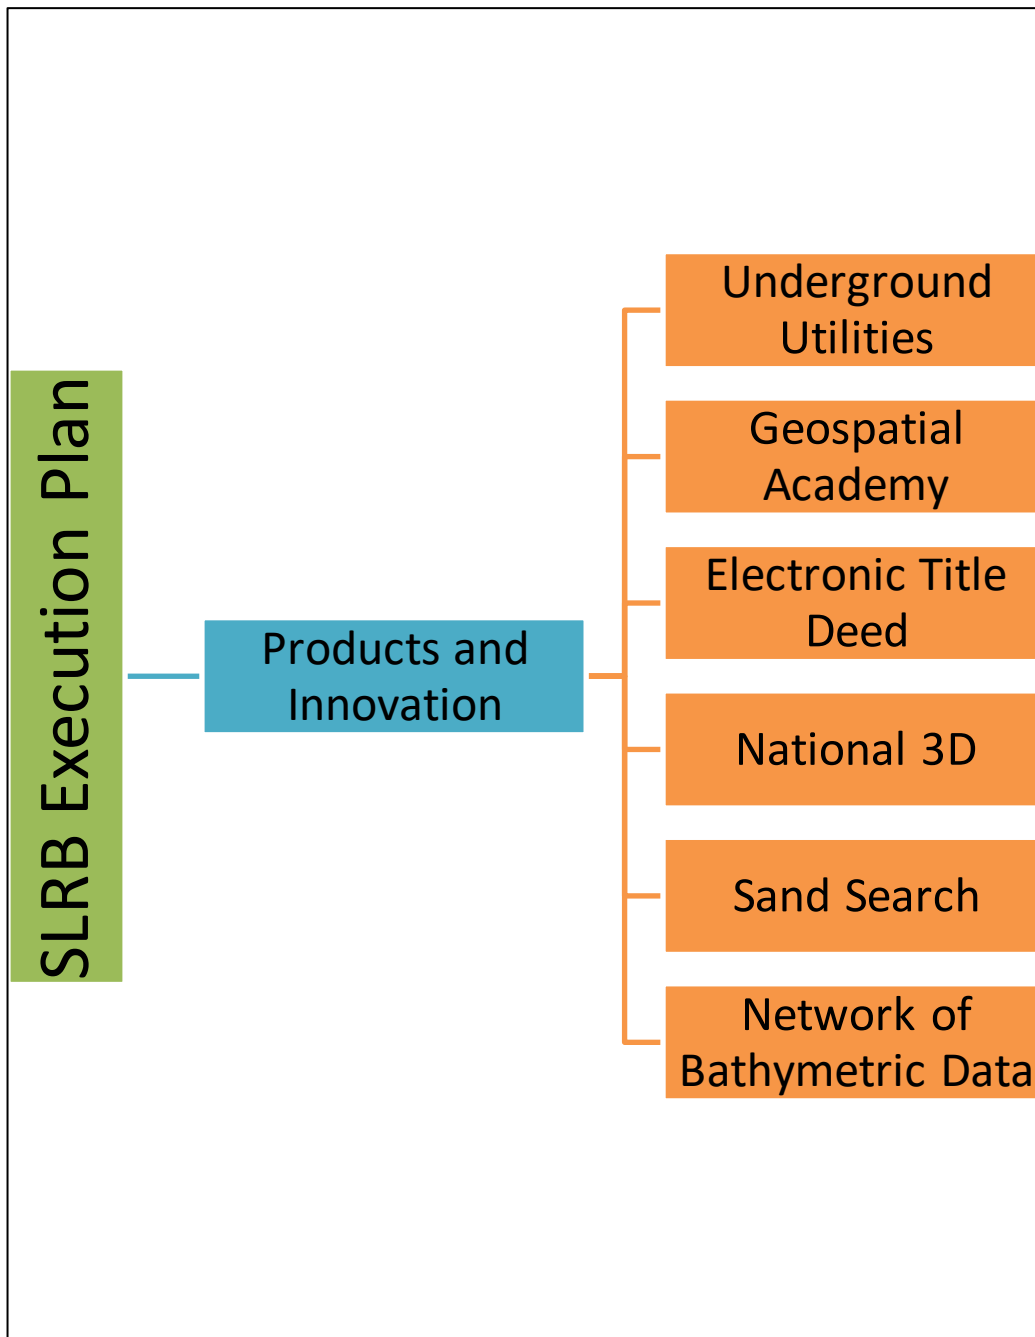 SLRB Execution Plan
Products and
Innovation
Underground
Utilities
Geospatial
Academy
Electronic Title
Deed
National 3D
Sand Search
Network of
Bathymetric Data